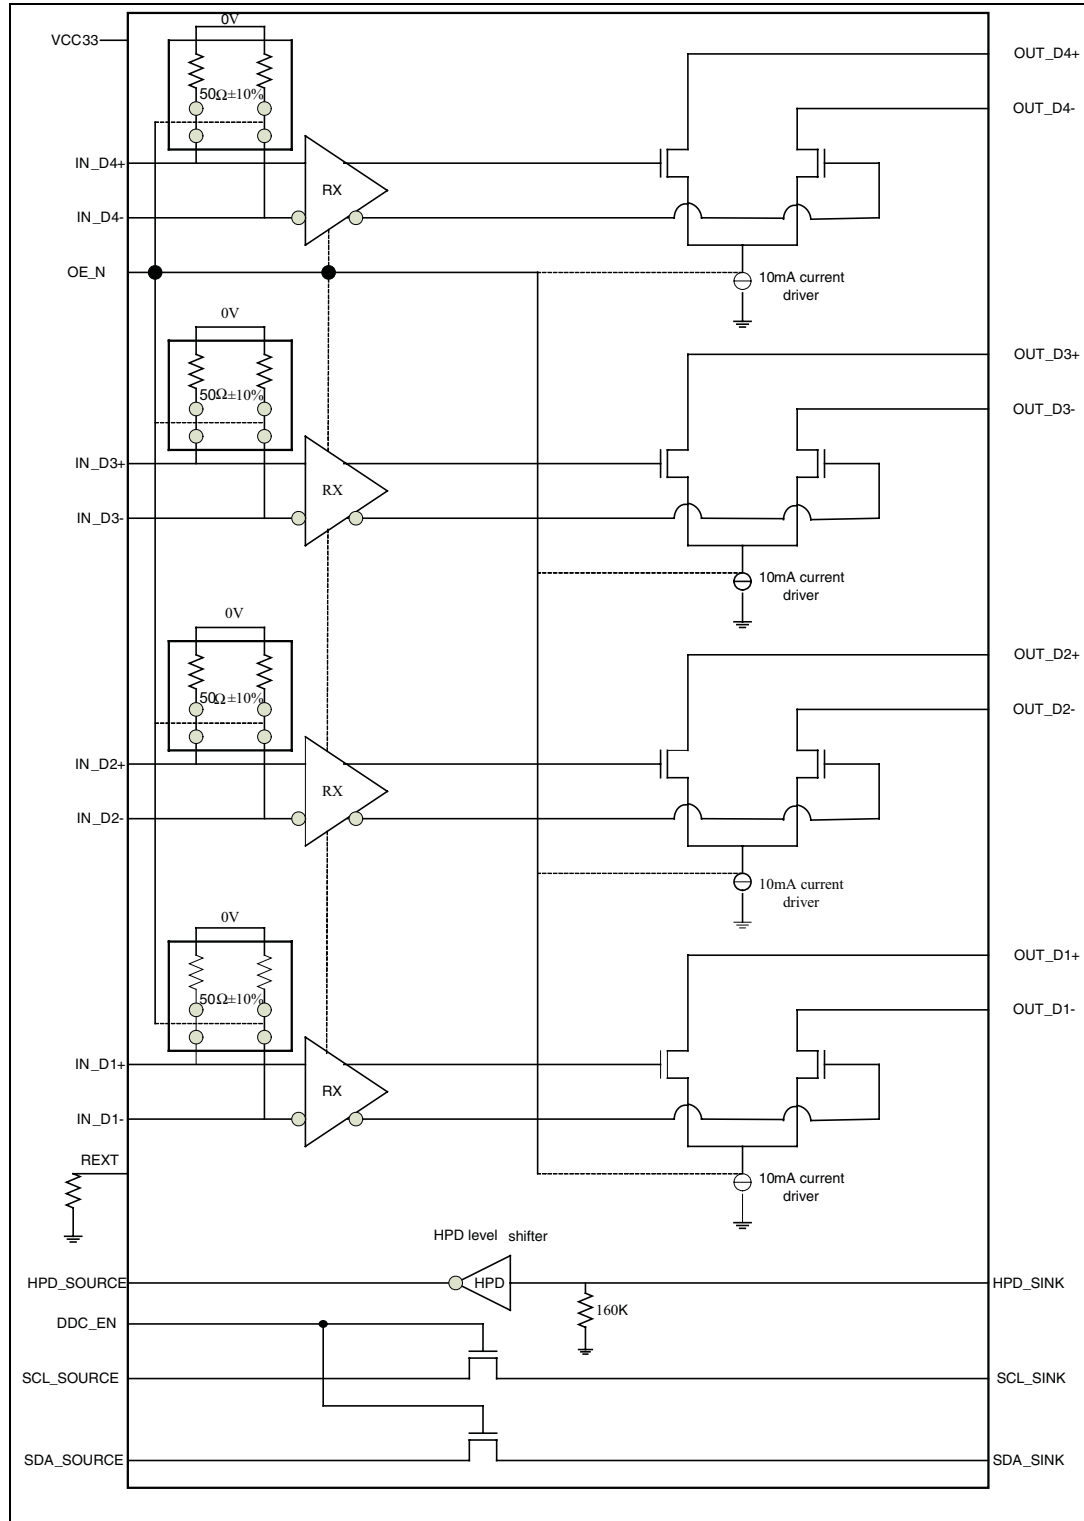 0V
VCC33
OUT_D4+
50Ω±10%
OUT_D4-
IN_D4+
RX
IN_D4-
OE_N
10mA current
driver
0V
OUT_D3+
50Ω±10%
OUT_D3-
IN_D3+
RX
IN_D3-
10mA current
driver
0V
OUT_D2+
50Ω±10%
OUT_D2-
IN_D2+
RX
IN_D2-
10mA current
driver
0V
OUT_D1+
50Ω±10%
OUT_D1-
IN_D1+
RX
IN_D1-
REXT
10mA current
driver
HPD level shifter
HPD_SOURCE
HPD
HPD_SINK
160K
DDC_EN
SCL_SOURCE
SCL_SINK
SDA_SOURCE
SDA_SINK